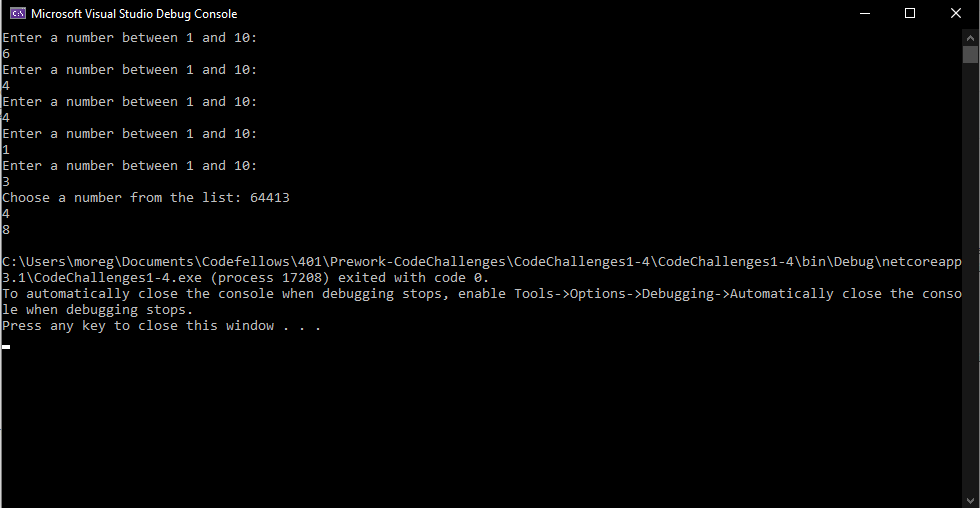 Microsoft Visual Studio Debug Console
Enter a number between 1 and 10:
6
Enter a number between 1 and 10:
4
Enter a number between 1 and 10:
4
Enter a number between 1 and 10:
1
Enter a number between 1 and 10:
3
Choose a number from the list: 64413
4
8
C:\Users\moreg\Documents\Codefellows\401\Prework-CodeChallenges\CodeChallenges1-4\CodeChallenges1-4\bin\Debug\netcoreapp
3.1\CodeChallenges1-4.exe (process 17208) exited with code 0.
To automatically close the console when debugging stops, enable Tools->Options->Debugging->Automatically close the conso
le when debugging stops.
Press any key to close this window . . .